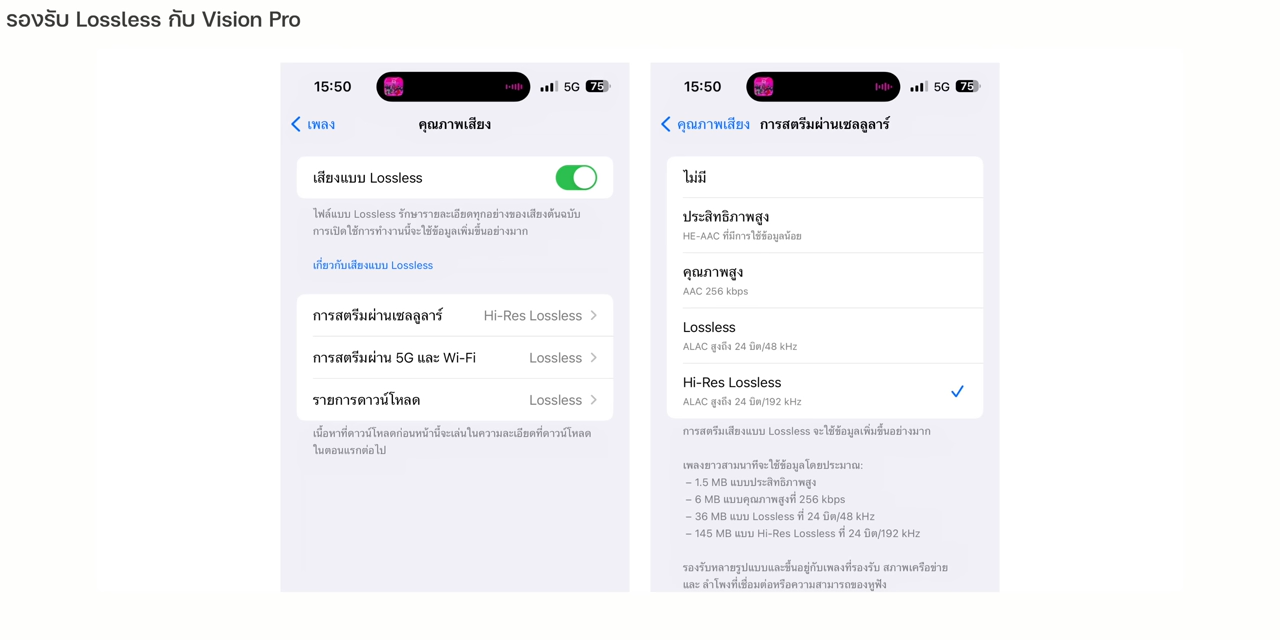 รองรับ Lossless กับ Vision Pro
15:50
5G
75
เพลง
คุณภาพเสียง
เสียงแบบ Lossless
ไฟล์แบบ Lossless รักษารายละเอียดทุกอย่างของเสียงต้นฉบับ
การเปิดใช้การทำงานนี้จะใช้ข้อมูลเพิ่มขึ้นอย่างมาก
เกี่ยวกับเสียงแบบ Lossless
การสตรีมผ่านเซลลูลาร์ Hi-Res Lossless
การสตรีมผ่าน 5G และ Wi-Fi Lossless
รายการดาวน์โหลด Lossless
เนื้อหาที่ดาวน์โหลดก่อนหน้านี้จะเล่นในความละเอียดที่ดาวน์โหลด
ในตอนแรกต่อไป
15:50
5G
75
คุณภาพเสียง
การสตรีมผ่านเซลลูลาร์
ไม่มี
ประสิทธิภาพสูง
HE-AAC ที่มีการใช้ข้อมูลน้อย
คุณภาพสูง
AAC 256 kbps
Lossless
ALAC สูงถึง 24 บิต/48 kHz
Hi-Res Lossless
ALAC สูงถึง 24 บิต/192 kHz
การสตรีมเสียงแบบ Lossless จะใช้ข้อมูลเพิ่มขึ้นอย่างมาก
เพลงยาวสามนาทีจะใช้ข้อมูลโดยประมาณ:
– 1.5 MB แบบประสิทธิภาพสูง
– 6 MB แบบคุณภาพสูงที่ 256 kbps
– 36 MB แบบ Lossless ที่ 24 บิต/48 kHz
– 145 MB แบบ Hi-Res Lossless ที่ 24 บิต/192 kHz
รองรับหลายรูปแบบและขึ้นอยู่กับเพลงที่รองรับ สภาพเครือข่าย
และ ลำโพงที่เชื่อมต่อหรือความสามารถของหูฟัง